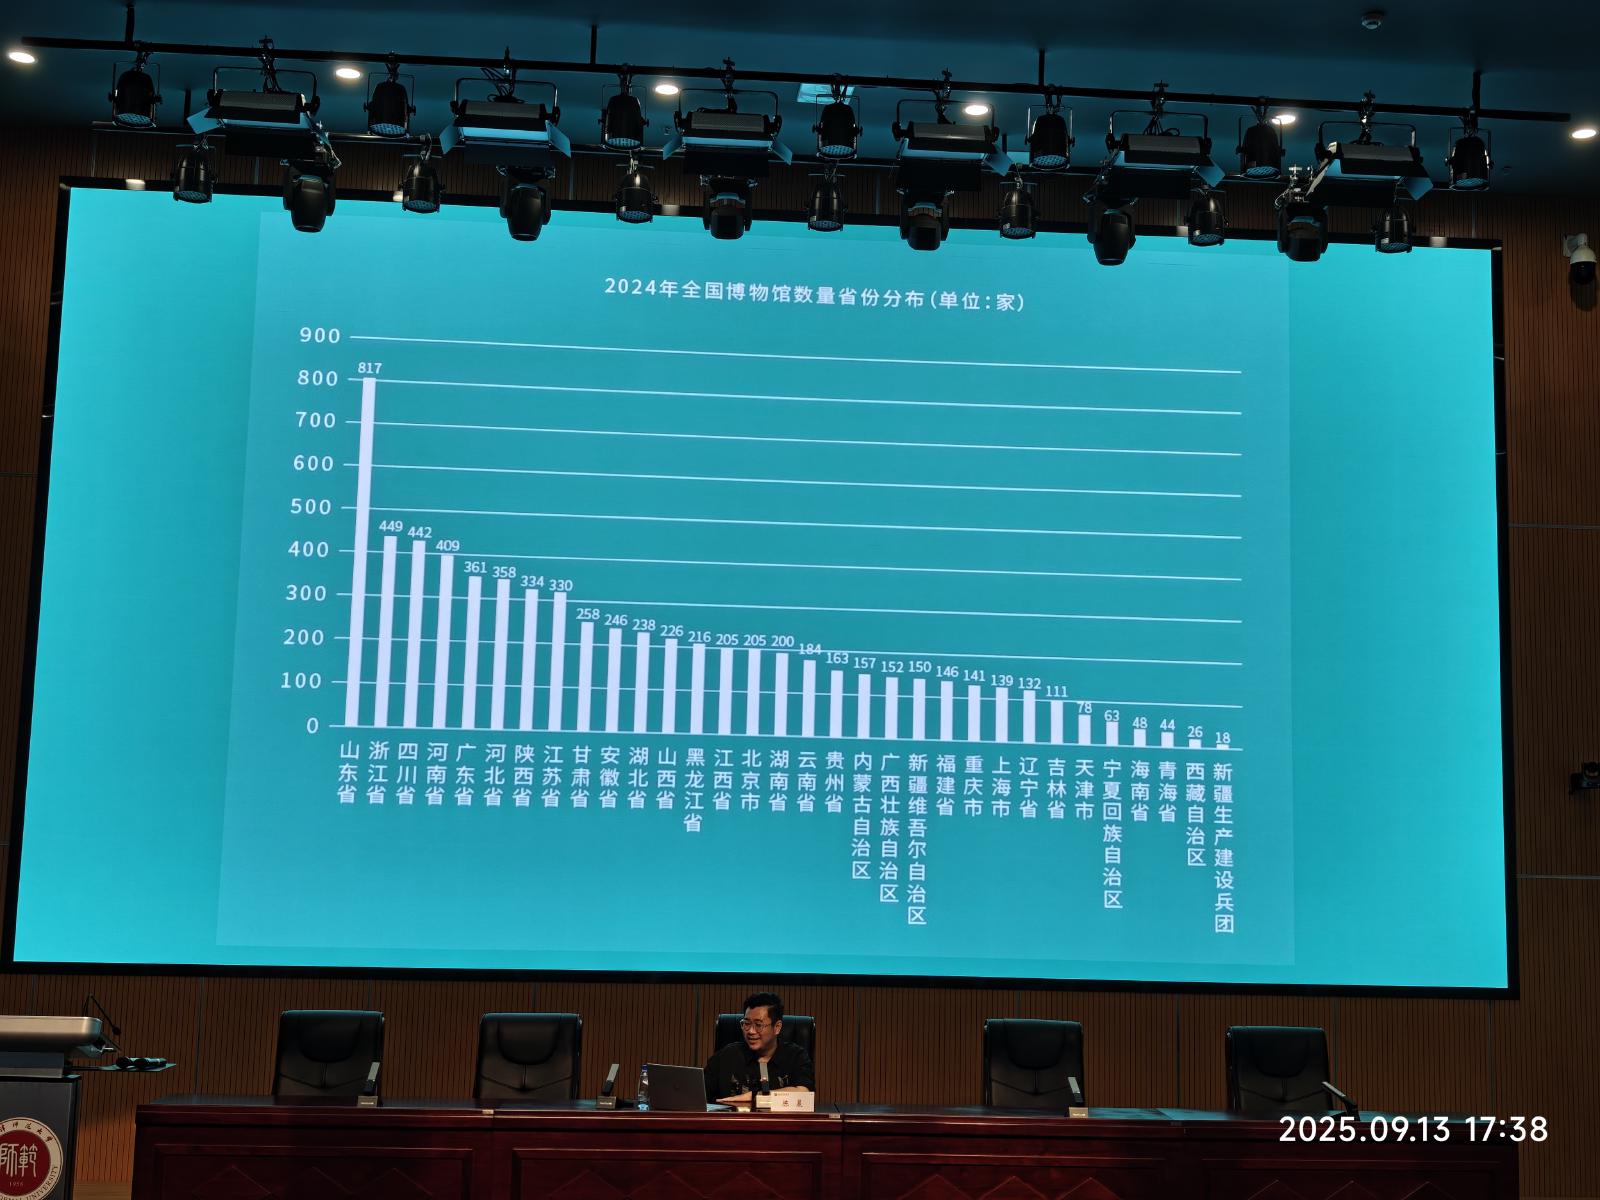 2024年全国博物馆数量省份分布(单位:家)
900
800
700
600
500
400
300
200
100
0
817
449
442
409
361
358
334
330
258
246
238
226
216
205
205
200
184
163
157
152
150
146
141
139
132
111
78
63
48
44
26
18
山东省
浙江省
四川省
河南省
广东省
河北省
陕西省
江苏省
甘肃省
安徽省
湖北省
山西省
黑龙江省
江西省
北京市
湖南省
云南省
贵州省
内蒙古自治区
广西壮族自治区
新疆维吾尔自治区
福建省
重庆市
上海市
辽宁省
吉林省
天津市
宁夏回族自治区
海南省
青海省
西藏自治区
新疆生产建设兵团
師範
1958
2025.09.13 17:38